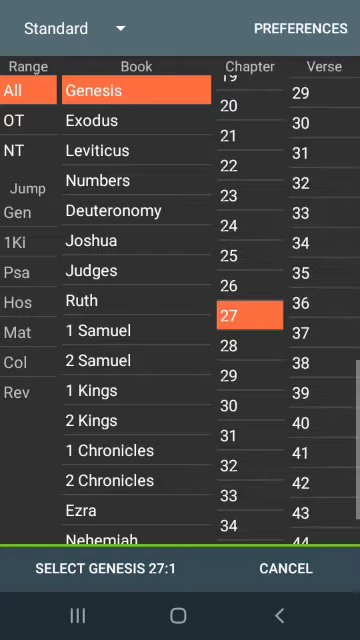 Standard
PREFERENCES
Range Book Chapter Verse
All
OT
NT
Jump
Gen
1Ki
Psa
Hos
Mat
Col
Rev
Genesis
Exodus
Leviticus
Numbers
Deuteronomy
Joshua
Judges
Ruth
1 Samuel
2 Samuel
1 Kings
2 Kings
1 Chronicles
2 Chronicles
Ezra
Nehemiah
19
20
21
22
23
24
25
26
27
28
29
30
31
32
33
34
29
30
31
32
33
34
35
36
37
38
39
40
41
42
43
44
SELECT GENESIS 27:1
CANCEL